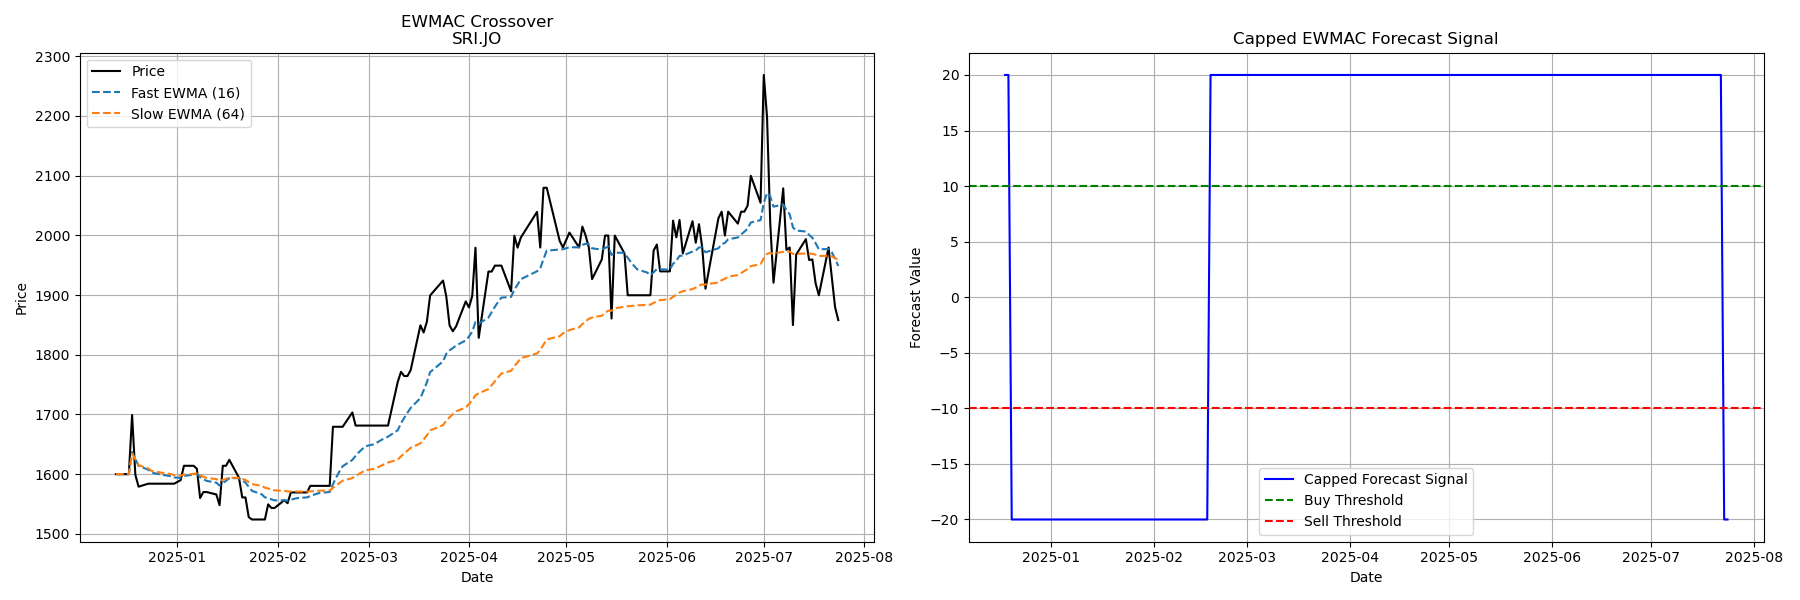 EWMAC Crossover
SRI.JO
Price
Fast EWMA (16)
Slow EWMA (64)
2300
2200
2100
2000
1900
1800
1700
1600
1500
Price
2025-01
2025-02
2025-03
2025-04
2025-05
2025-06
2025-07
2025-08
Date
Capped EWMAC Forecast Signal
20
15
10
5
0
−5
−10
−15
−20
Forecast Value
Capped Forecast Signal
Buy Threshold
Sell Threshold
2025-01
2025-02
2025-03
2025-04
2025-05
2025-06
2025-07
2025-08
Date